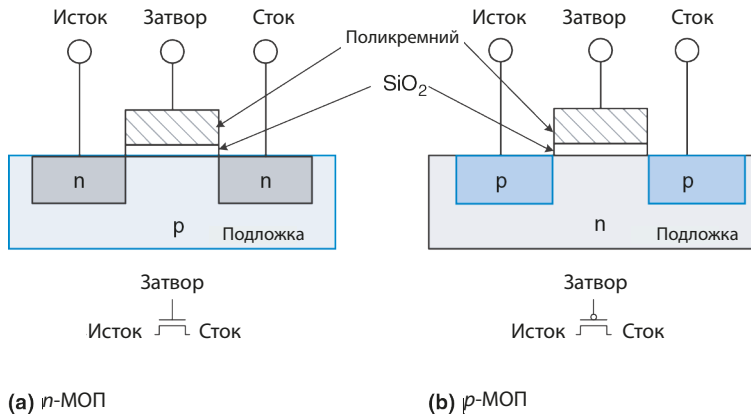 Исток Затвор Сток
Исток Затвор Сток
Поликремний
SiO2
n n
p
Подложка
p p
n
Подложка
Затвор
Исток Сток
Затвор
Исток Сток
(a) n-МОП
(b) p-МОП